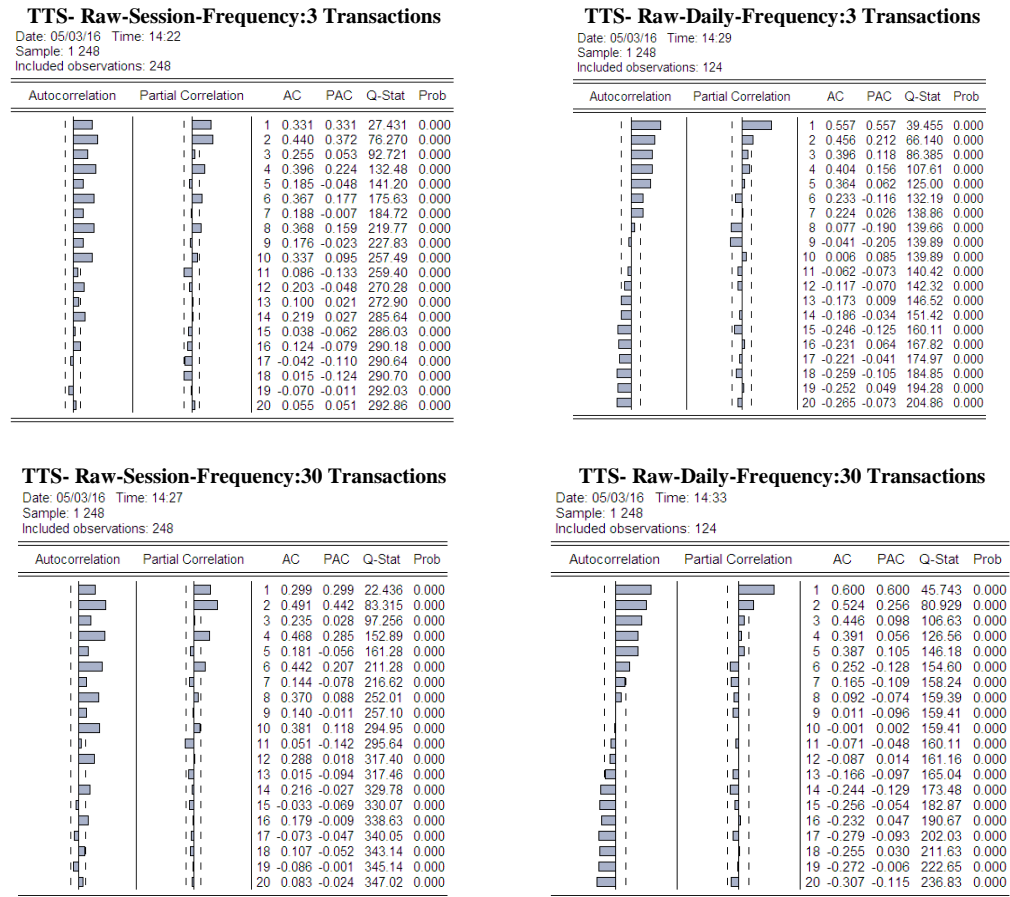 TTS- Raw-Session-Frequency:3 Transactions
Date: 05/03/16 Time: 14:22
Sample: 1 248
Included observations: 248
Autocorrelation Partial Correlation AC PAC Q-Stat Prob
1 0.331 0.331 27.431 0.000
2 0.440 0.372 76.270 0.000
3 0.255 0.053 92.721 0.000
4 0.396 0.224 132.48 0.000
5 0.185 -0.048 141.20 0.000
6 0.367 0.177 175.63 0.000
7 0.188 -0.007 184.72 0.000
8 0.368 0.159 219.77 0.000
9 0.176 -0.023 227.83 0.000
10 0.337 0.095 257.49 0.000
11 0.086 -0.133 259.40 0.000
12 0.203 -0.048 270.28 0.000
13 0.100 0.021 272.90 0.000
14 0.219 0.027 285.64 0.000
15 0.038 -0.062 286.03 0.000
16 0.124 -0.079 290.18 0.000
17 -0.042 -0.110 290.64 0.000
18 0.015 -0.124 290.70 0.000
19 -0.070 -0.011 292.03 0.000
20 0.055 0.051 292.86 0.000
TTS- Raw-Daily-Frequency:3 Transactions
Date: 05/03/16 Time: 14:29
Sample: 1 248
Included observations: 124
Autocorrelation Partial Correlation AC PAC Q-Stat Prob
1 0.557 0.557 39.455 0.000
2 0.456 0.212 66.140 0.000
3 0.396 0.118 86.385 0.000
4 0.404 0.156 107.61 0.000
5 0.364 0.062 125.00 0.000
6 0.233 -0.116 132.19 0.000
7 0.224 0.026 138.86 0.000
8 0.077 -0.190 139.66 0.000
9 -0.041 -0.205 139.89 0.000
10 0.006 0.085 139.89 0.000
11 -0.062 -0.073 140.42 0.000
12 -0.117 -0.070 142.32 0.000
13 -0.173 0.009 146.52 0.000
14 -0.186 -0.034 151.42 0.000
15 -0.246 -0.125 160.11 0.000
16 -0.231 0.064 167.82 0.000
17 -0.221 -0.041 174.97 0.000
18 -0.259 -0.105 184.85 0.000
19 -0.252 0.049 194.28 0.000
20 -0.265 -0.073 204.86 0.000
TTS- Raw-Session-Frequency:30 Transactions
Date: 05/03/16 Time: 14:27
Sample: 1 248
Included observations: 248
Autocorrelation Partial Correlation AC PAC Q-Stat Prob
1 0.299 0.299 22.436 0.000
2 0.491 0.442 83.315 0.000
3 0.235 0.028 97.256 0.000
4 0.468 0.285 152.89 0.000
5 0.181 -0.056 161.28 0.000
6 0.442 0.207 211.28 0.000
7 0.144 -0.078 216.62 0.000
8 0.370 0.088 252.01 0.000
9 0.140 -0.011 257.10 0.000
10 0.381 0.118 294.95 0.000
11 0.051 -0.142 295.64 0.000
12 0.288 0.018 317.40 0.000
13 0.015 -0.094 317.46 0.000
14 0.216 -0.027 329.78 0.000
15 -0.033 -0.069 330.07 0.000
16 0.179 -0.009 338.63 0.000
17 -0.073 -0.047 340.05 0.000
18 0.107 -0.052 343.14 0.000
19 -0.086 -0.001 345.14 0.000
20 0.083 -0.024 347.02 0.000
TTS- Raw-Daily-Frequency:30 Transactions
Date: 05/03/16 Time: 14:33
Sample: 1 248
Included observations: 124
Autocorrelation Partial Correlation AC PAC Q-Stat Prob
1 0.600 0.600 45.743 0.000
2 0.524 0.256 80.929 0.000
3 0.446 0.098 106.63 0.000
4 0.391 0.056 126.56 0.000
5 0.387 0.105 146.18 0.000
6 0.252 -0.128 154.60 0.000
7 0.165 -0.109 158.24 0.000
8 0.092 -0.074 159.39 0.000
9 0.011 -0.096 159.41 0.000
10 -0.001 0.002 159.41 0.000
11 -0.071 -0.048 160.11 0.000
12 -0.087 0.014 161.16 0.000
13 -0.166 -0.097 165.04 0.000
14 -0.244 -0.129 173.48 0.000
15 -0.256 -0.054 182.87 0.000
16 -0.232 0.047 190.67 0.000
17 -0.279 -0.093 202.03 0.000
18 -0.255 0.030 211.63 0.000
19 -0.272 -0.006 222.65 0.000
20 -0.307 -0.115 236.83 0.000